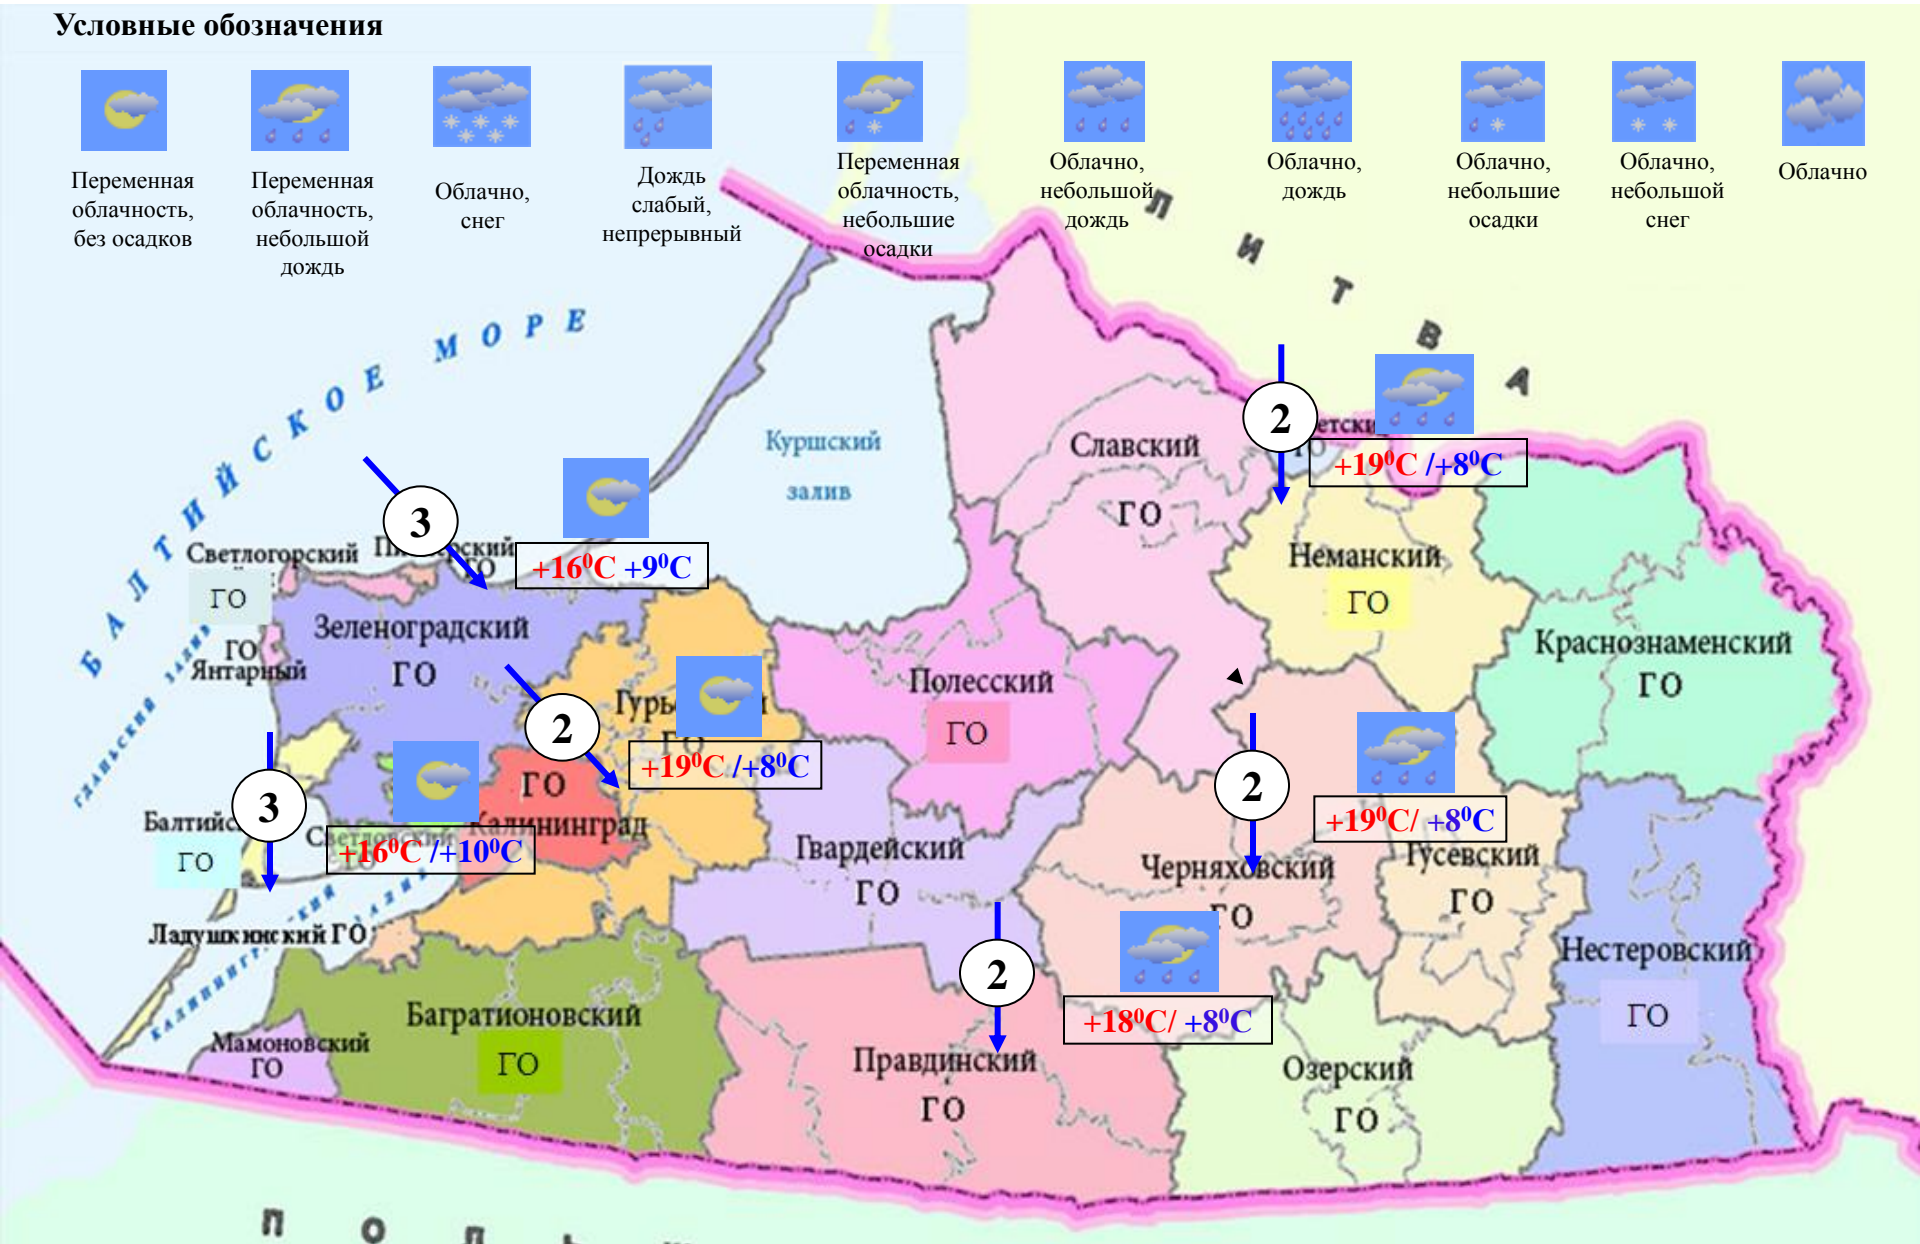 Условные обозначения
Переменная
облачность,
без осадков
Переменная
облачность,
небольшой
дождь
Облачно,
снег
Дождь
слабый,
непрерывный
Переменная
облачность,
небольшие
осадки
Облачно,
небольшой
дождь
Облачно,
дождь
Облачно,
небольшие
осадки
Облачно,
небольшой
снег
Облачно
ЛИТВА
БАЛТИЙСКОЕ МОРЕ
Куршский
залив
Славский
ГО
2
+19⁰С /+8⁰С
3
+16⁰С +9⁰С
Светлогорский
ГО
ГО
Неманский
ГО
Зеленоградский
ГО
ГО
Янтарный
Краснознаменский
ГО
Полесский
ГО
2
ГО
+19⁰С /+8⁰С
ГО
Калининград
3
ГО
+16⁰С /+10⁰С
2
+19⁰С/ +8⁰С
Гвардейский
ГО
Черняховский
ГО
Гусевский
ГО
Ладушкинский ГО
Нестеровский
ГО
2
+18⁰С/ +8⁰С
Багратионовский
ГО
Мамоновский
ГО
Правдинский
ГО
Озерский
ГО